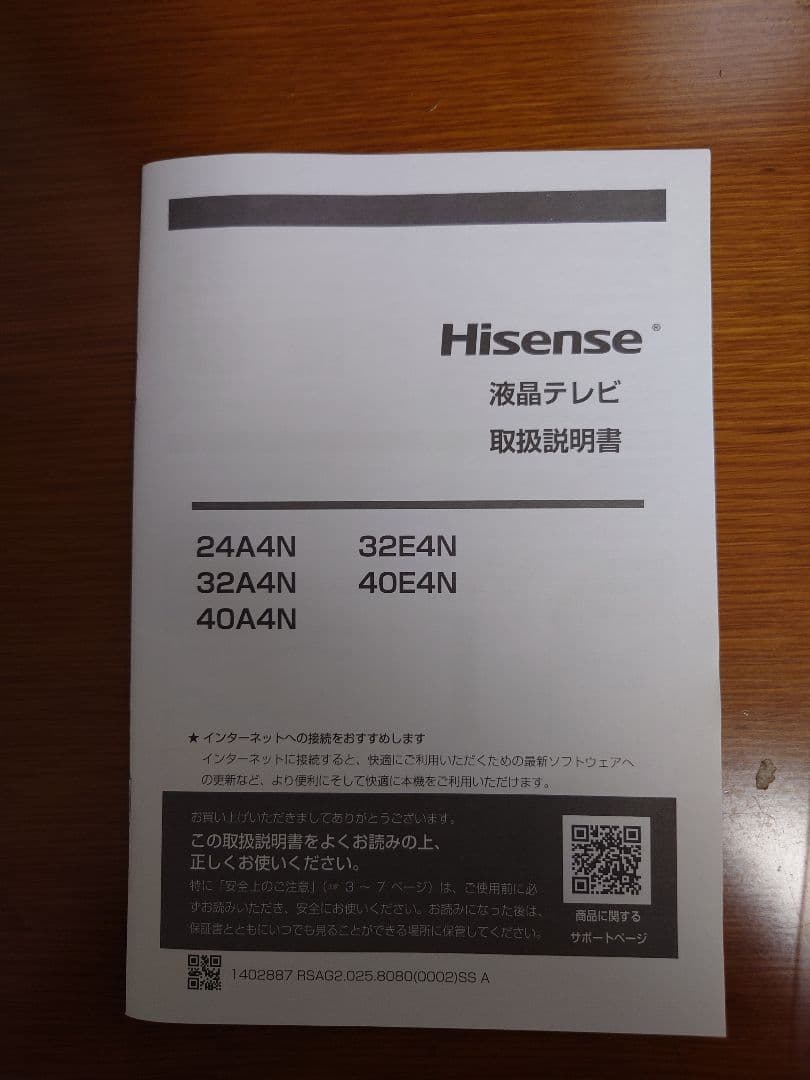 Hisense®
液晶テレビ
取扱説明書
24A4N 32E4N
32A4N 40E4N
40A4N
★ インターネットへの接続をおすすめします
インターネットに接続すると、快適にご利用いただくための最新ソフトウェアへ
の更新など、より便利にそして快適に本機をご利用いただけます。
お買い上げいただきましてありがとうございます。
この取扱説明書をよくお読みの上、
正しくお使いください。
特に「安全上のご注意」(☞ 3 ～ 7 ページ) は、ご使用前に必
ずお読みいただき、安全にお使いください。お読みになった後は、
保証書とともにいつでも見ることができる場所に保管してください。
商品に関する
サポートページ
1402887 RSAG2.025.8080(0002)SS A